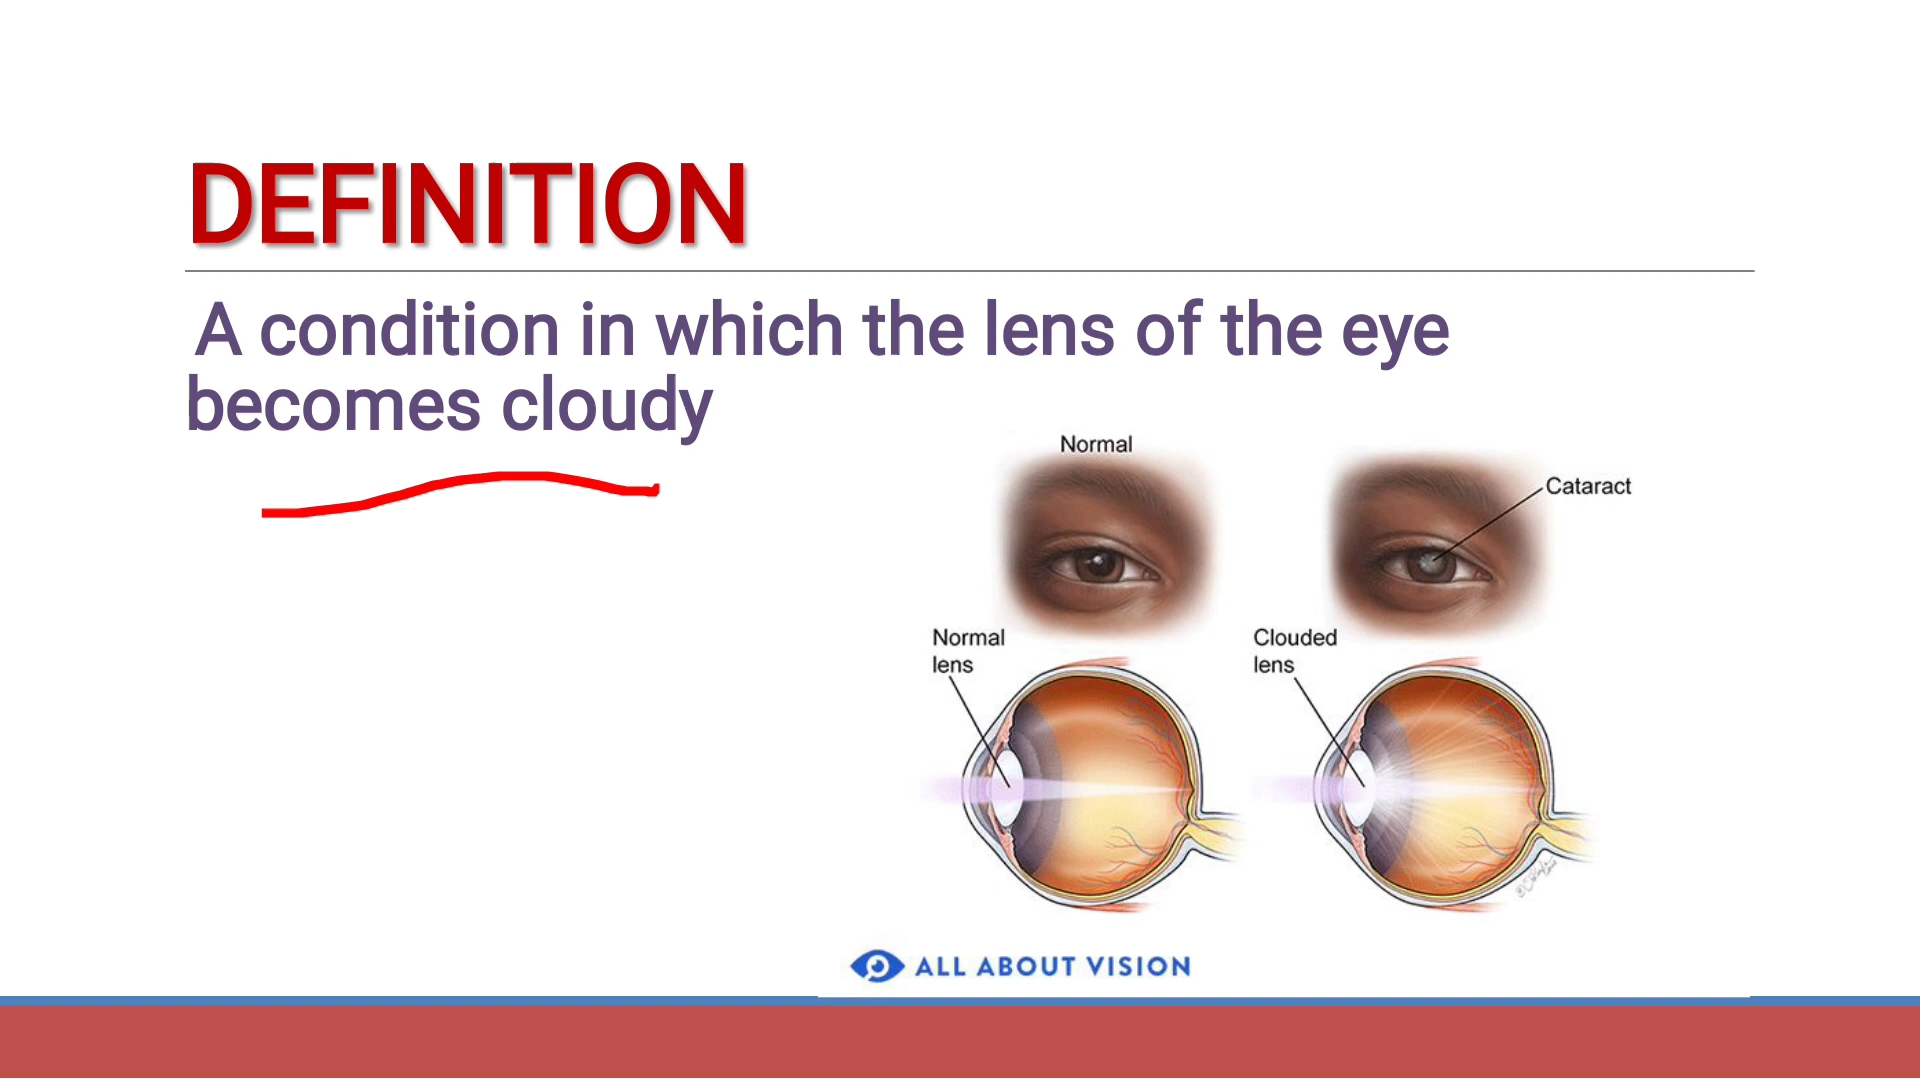 DEFINITION
A condition in which the lens of the eye
becomes cloudy
Normal
Cataract
Normal
lens
Clouded
lens
ALL ABOUT VISION